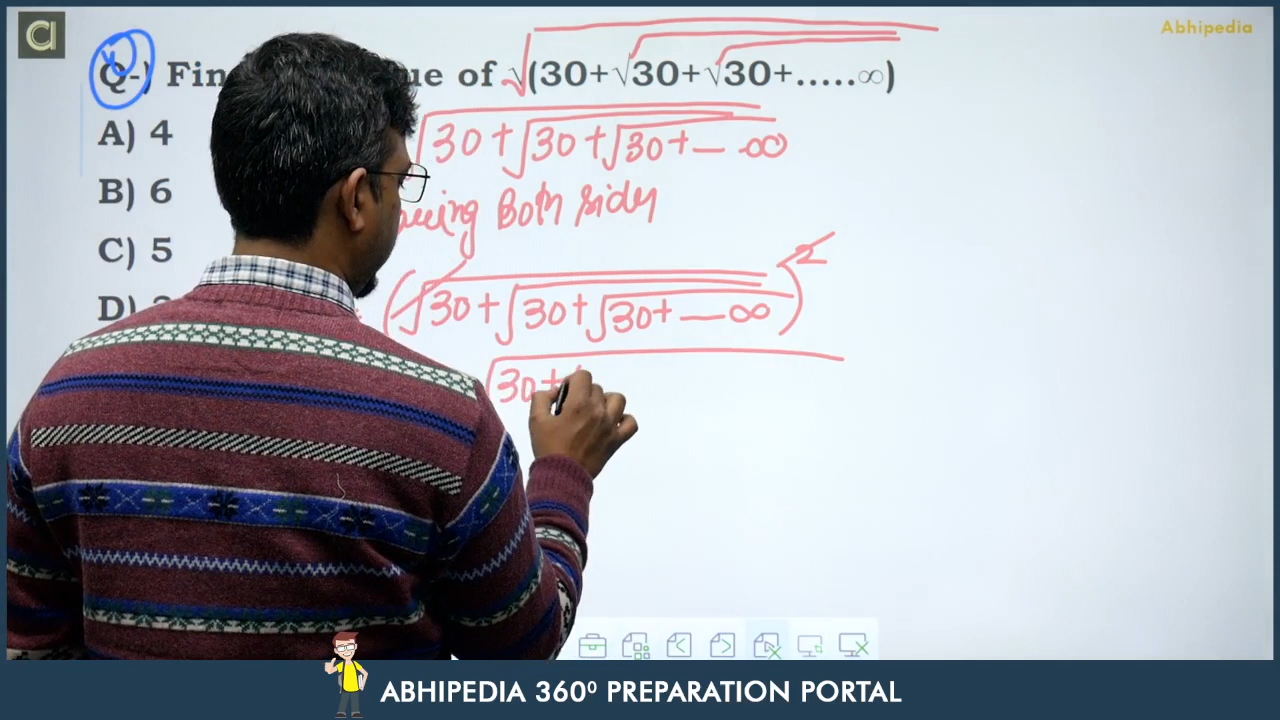 Abhipedia
Q-) Fin ue of √(30+√30+√30+.....∞)
A) 4
√30+√30+√30+— ∞
B) 6
Both sides
C) 5
(√30+√30+√30+—∞)²
D)
√30+
ABHIPEDIA 360⁰ PREPARATION PORTAL